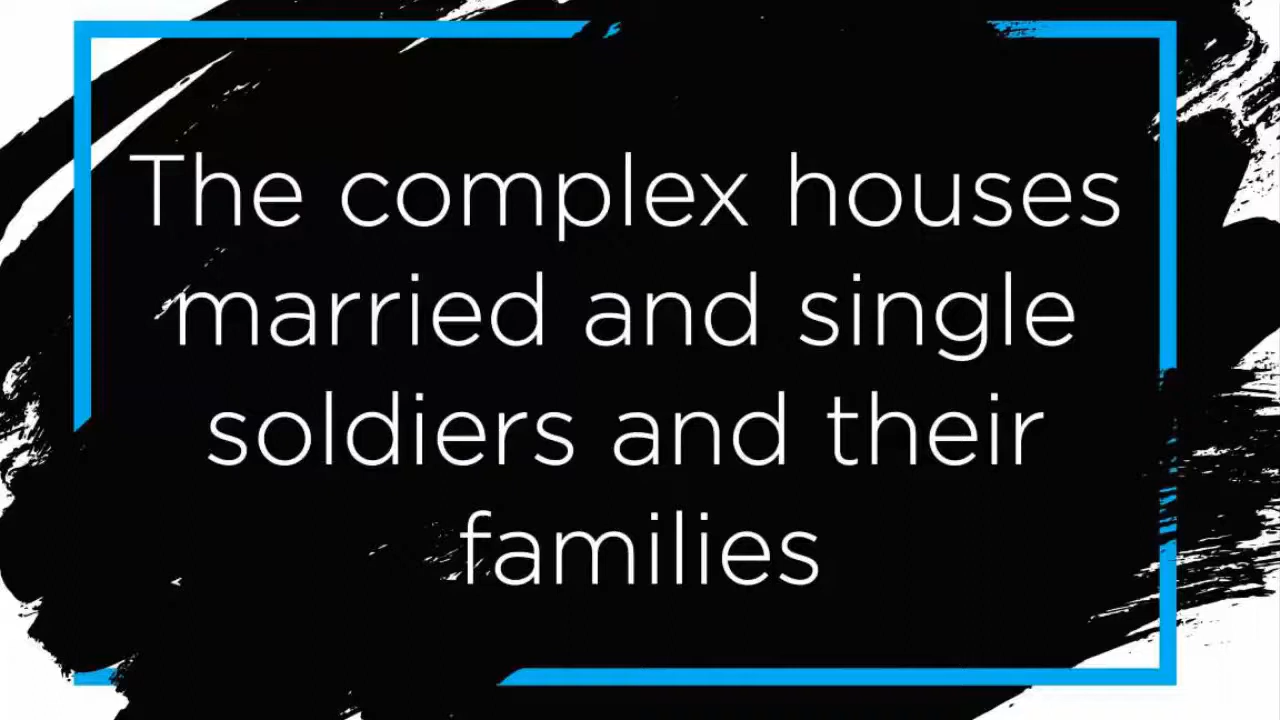 The complex houses
married and single
soldiers and their
families